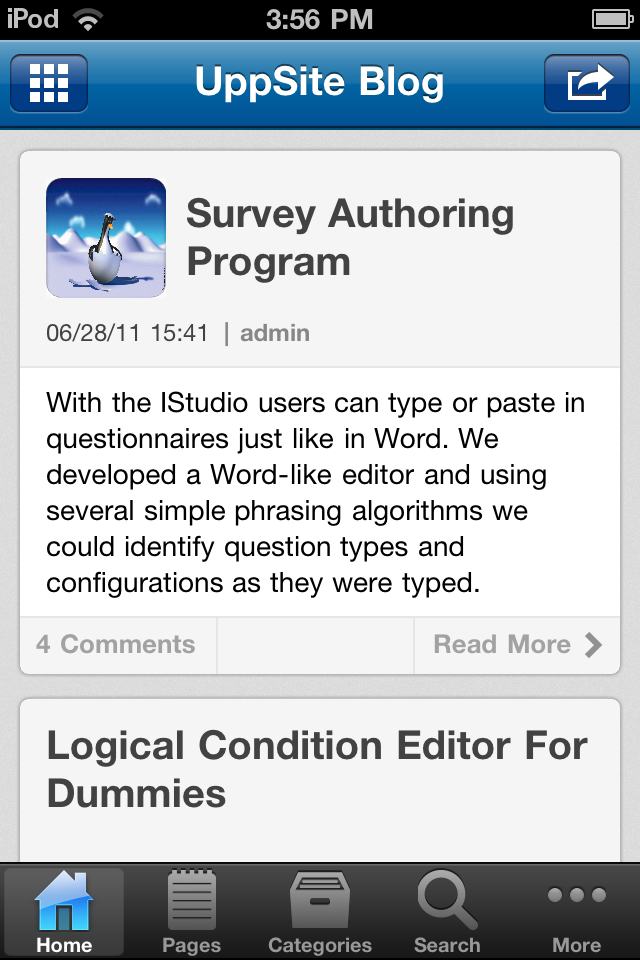 iPod 3:56 PM
UppSite Blog
Survey Authoring
Program
06/28/11 15:41 | admin
With the IStudio users can type or paste in
questionnaires just like in Word. We
developed a Word-like editor and using
several simple phrasing algorithms we
could identify question types and
configurations as they were typed.
4 Comments Read More
Logical Condition Editor For
Dummies
Home Pages Categories Search More